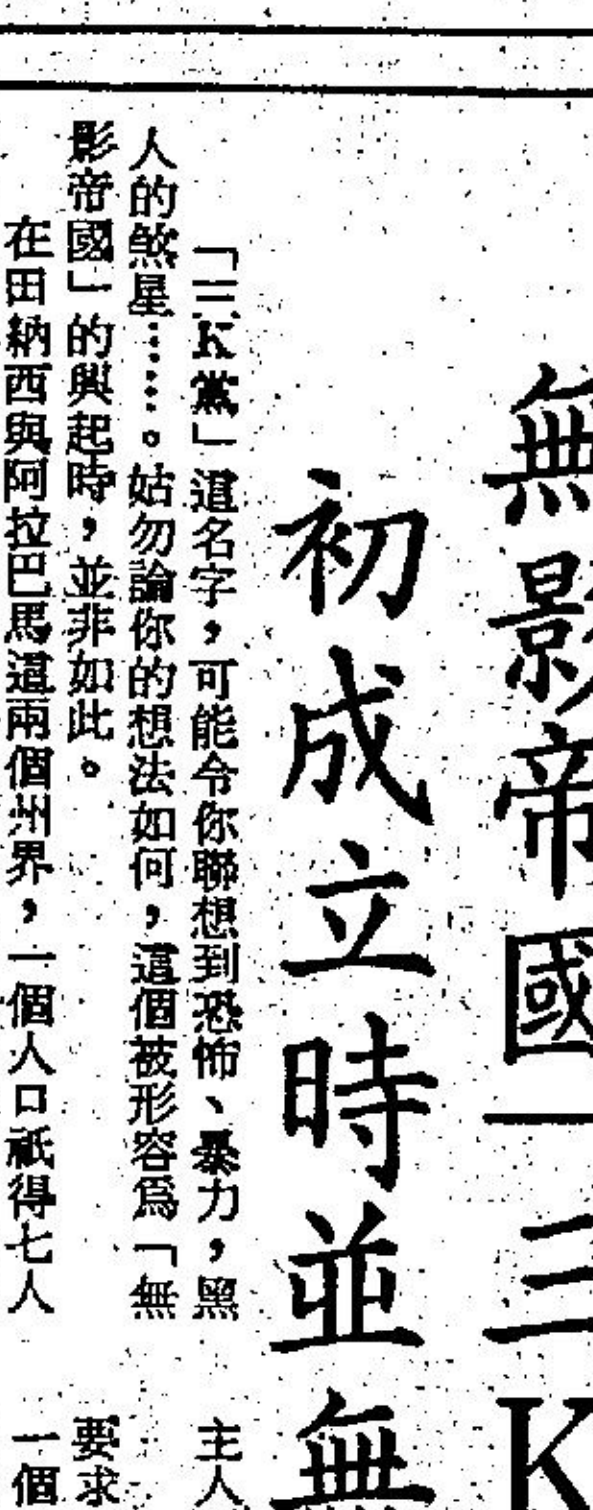 無影帝國—三K
初成立時並無
「三K黨」這名字，可能令你聯想到恐怖、暴力，黑
人的煞星……。姑勿論你的想法如何，這個被形容爲「無
影帝國」的興起時，並非如此。
在田納西與阿拉巴馬這兩個州界，一個人口祇得七人
主人
要求
一個